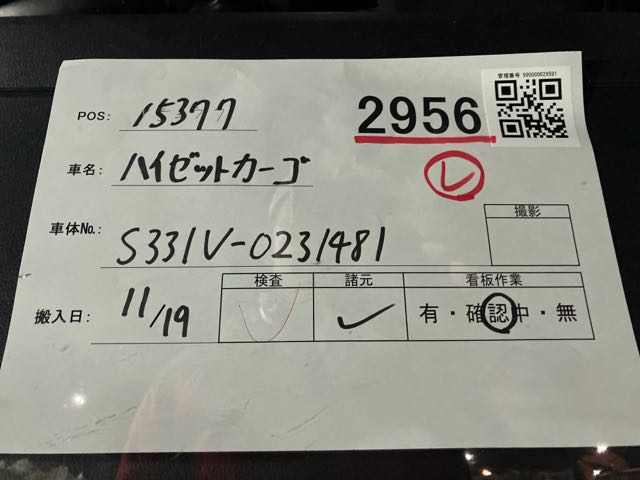 管理番号 990000629591
POS: 15377
2956
レ
車名: ハイゼットカーゴ
車体No.: S331V-0231481
撮影
検査 諸元 看板作業
搬入日: 11/19
有・確認中・無